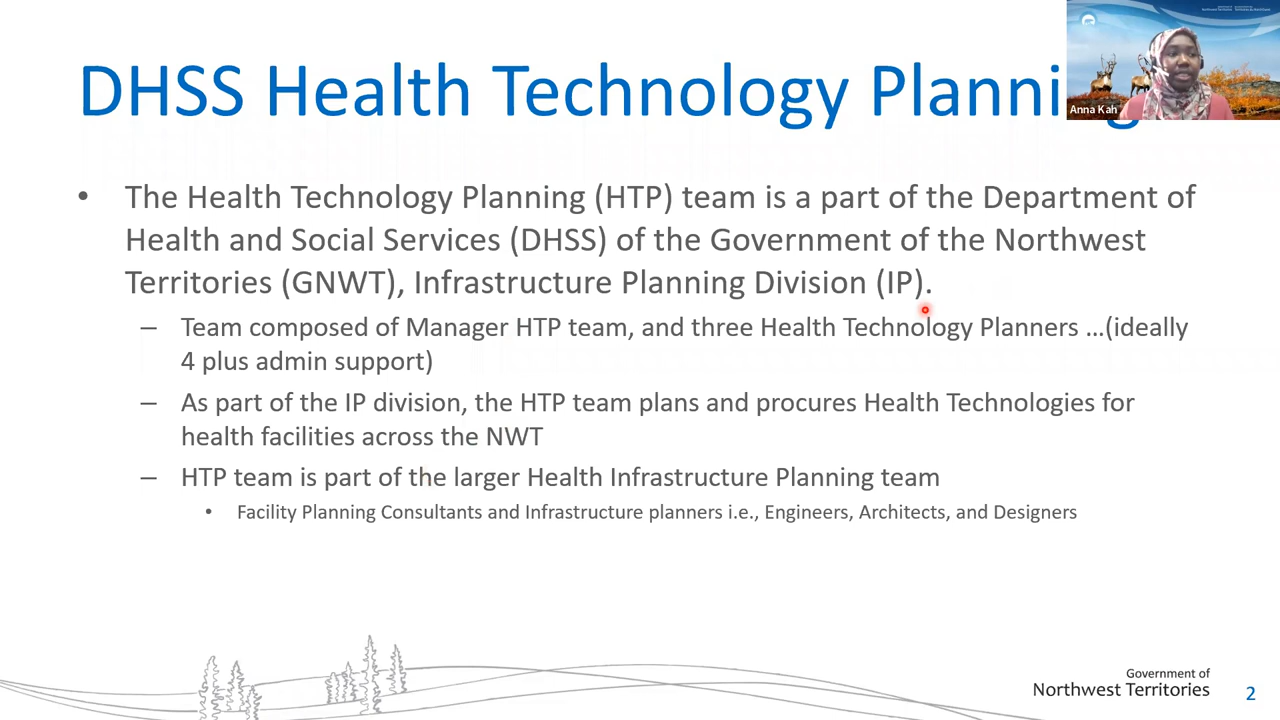 DHSS Health Technology Planning
Anna Kah
• The Health Technology Planning (HTP) team is a part of the Department of
Health and Social Services (DHSS) of the Government of the Northwest
Territories (GNWT), Infrastructure Planning Division (IP).
– Team composed of Manager HTP team, and three Health Technology Planners …(ideally
4 plus admin support)
– As part of the IP division, the HTP team plans and procures Health Technologies for
health facilities across the NWT
– HTP team is part of the larger Health Infrastructure Planning team
• Facility Planning Consultants and Infrastructure planners i.e., Engineers, Architects, and Designers
Government of
Northwest Territories
2